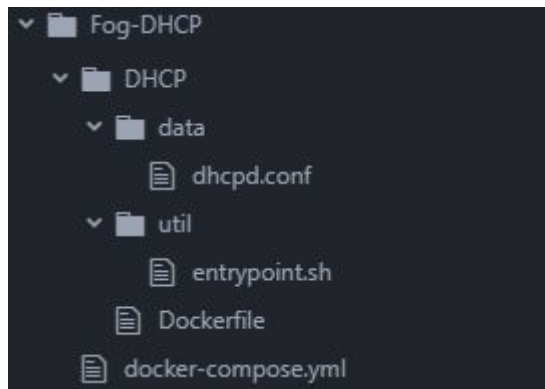 Fog-DHCP
DHCP
data
dhcpd.conf
util
entrypoint.sh
Dockerfile
docker-compose.yml